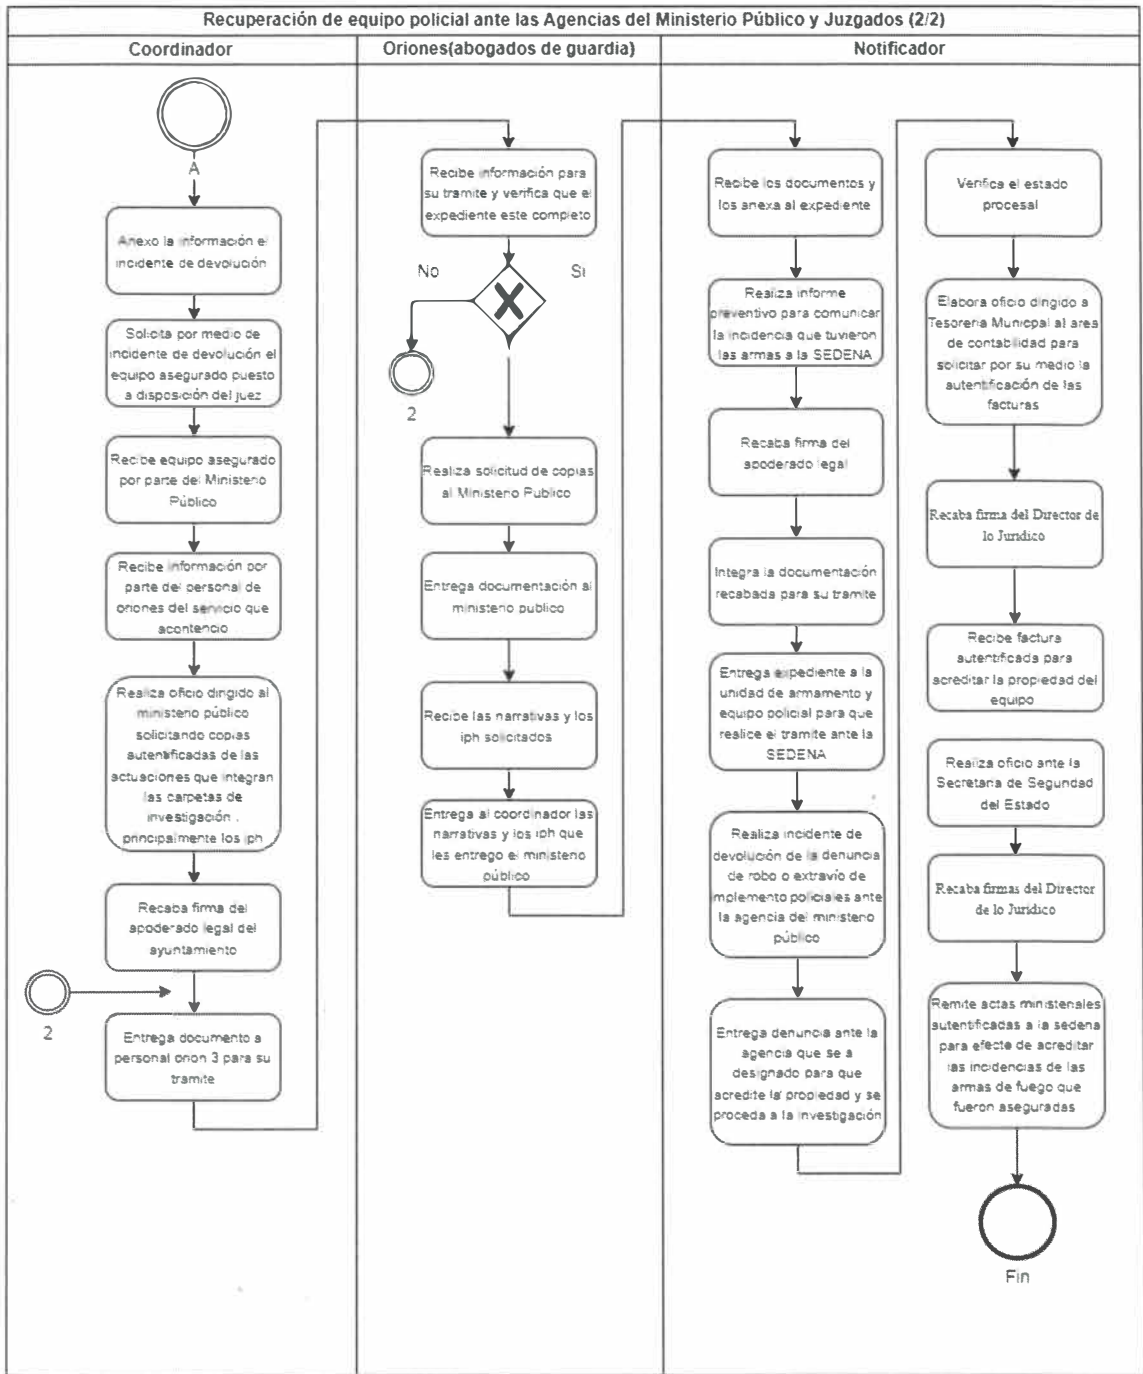 Recuperación de equipo policial ante las Agencias del Ministerio Público y Juzgados (2/2)
Coordinador
Oriones(abogados de guardia)
Notificador
A
Anexo la información el
incidente de devolución
Solicita por medio de
incidente de devolución el
equipo asegurado puesto
a disposición del juez
Recibe equipo asegurado
por parte del Ministerio
Público
Recibe información por
parte del personal de
oriones del servicio que
acontencio
Realiza oficio dirigido al
ministerio público
solicitando copias
autentificadas de las
actuaciones que integran
las carpetas de
investigación ,
principalmente los iph
Recaba firma del
apoderado legal del
ayuntamiento
2
Entrega documento a
personal orion 3 para su
tramite
Recibe información para
su tramite y verifica que el
expediente este completo
No
Si
2
Realiza solicitud de copias
al Ministerio Publico
Entrega documentación al
ministerio publico
Recibe las narrativas y los
iph solicitados
Entrega al coordinador las
narrativas y los iph que
les entrego el ministerio
público
Recibe los documentos y
los anexa al expediente
Realiza informe
preventivo para comunicar
la incidencia que tuvieron
las armas a la SEDENA
Recaba firma del
apoderado legal
Integra la documentación
recabada para su tramite
Entrega expediente a la
unidad de armamento y
equipo policial para que
realice el tramite ante la
SEDENA
Realiza incidente de
devolución de la denuncia
de robo o extravío de
implemento policiales ante
la agencia del ministerio
público
Entrega denuncia ante la
agencia que se a
designado para que
acredite la propiedad y se
proceda a la investigación
Verifica el estado
procesal
Elabora oficio dirigido a
Tesoreria Municpal al area
de contabilidad para
solicitar por su medio la
autentificación de las
facturas
Recaba firma del Director de
lo Jurídico
Recibe factura
autentificada para
acreditar la propiedad del
equipo
Realiza oficio ante la
Secretaria de Seguridad
del Estado
Recaba firmas del Director
de lo Jurídico
Remite actas ministeriales
autentificadas a la sedena
para efecte de acreditar
las incidencias de las
armas de fuego que
fueron aseguradas
Fin